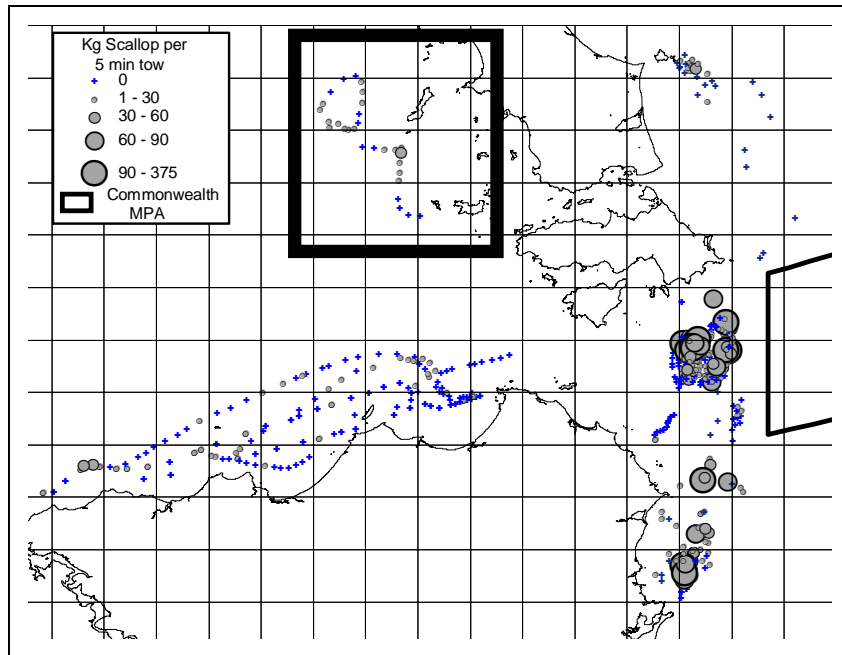 Kg Scallop per
5 min tow
0
1 - 30
30 - 60
60 - 90
90 - 375
Commonwealth
MPA